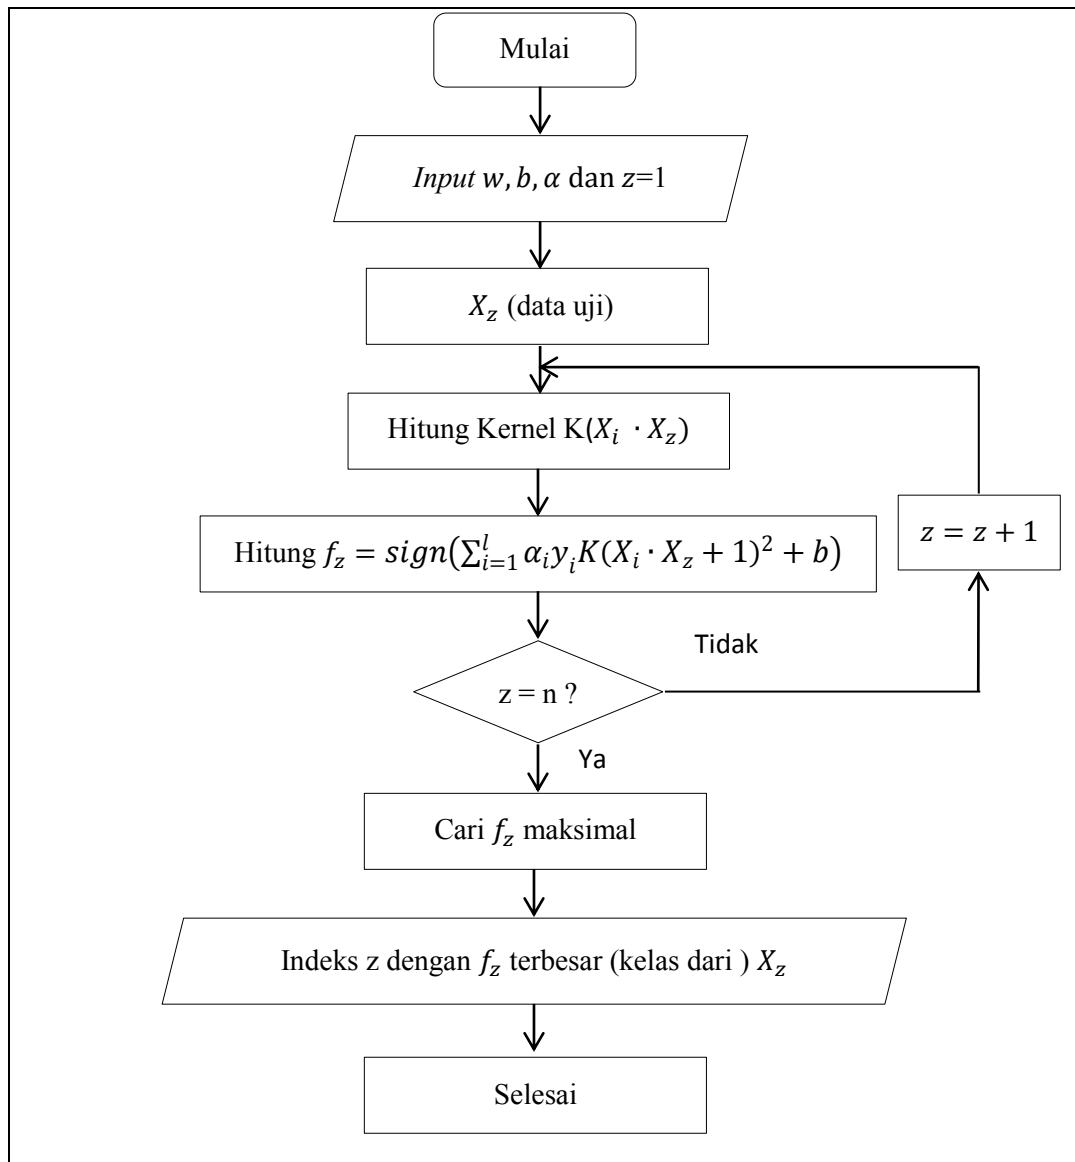 Mulai
Input w, b, α dan z=1
X_z (data uji)
Hitung Kernel K(X_i · X_z)
Hitung f_z = sign(∑_{i=1}^{l} α_i y_i K(X_i · X_z + 1)^2 + b)
z = z + 1
Tidak
z = n ?
Ya
Cari f_z maksimal
Indeks z dengan f_z terbesar (kelas dari ) X_z
Selesai